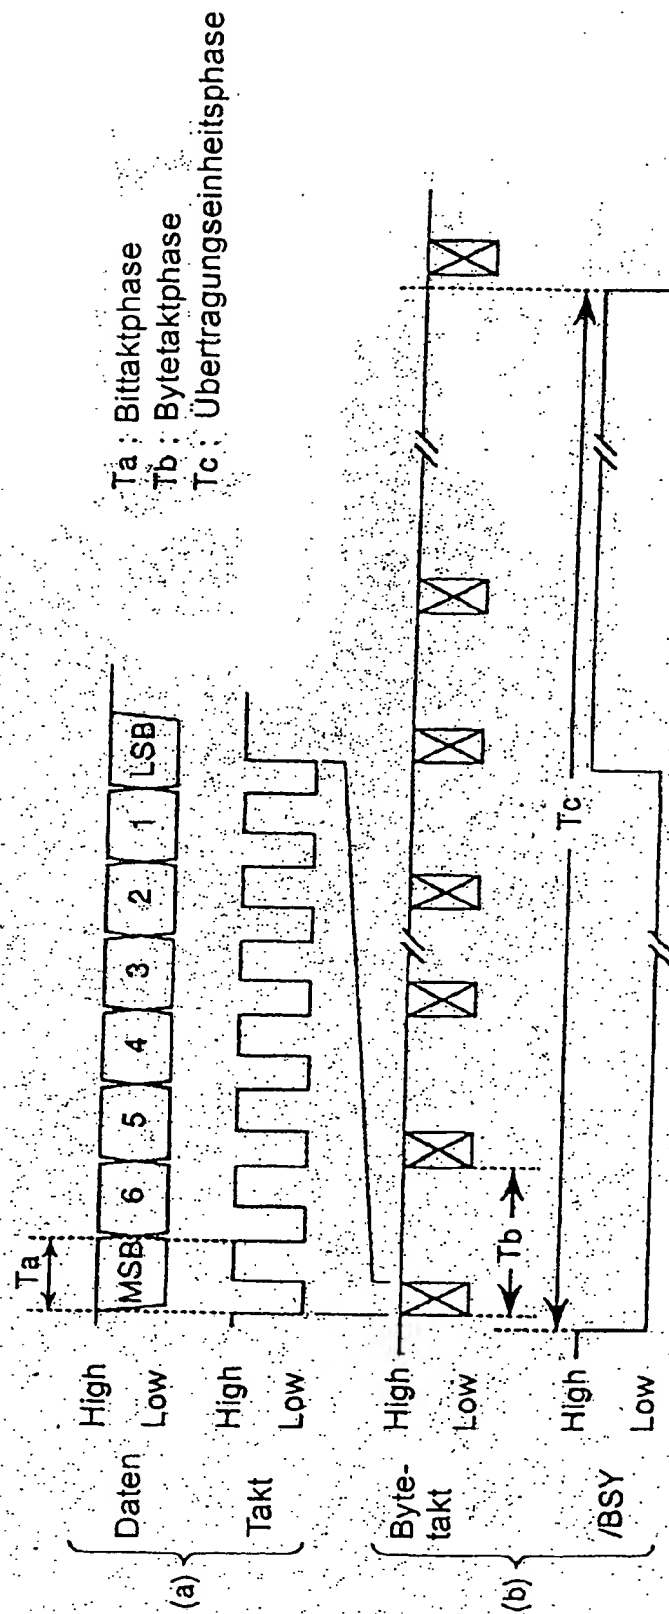 Ta : Bittaktphase
Tb : Bytetaktphase
Tc : Übertragungseinheitsphase
(a)
Daten
High
Low
Ta
MSB 6 5 4 3 2 1 LSB
Takt
High
Low
(b)
Byte-
takt
High
Low
Tb
Tc
/BSY
High
Low